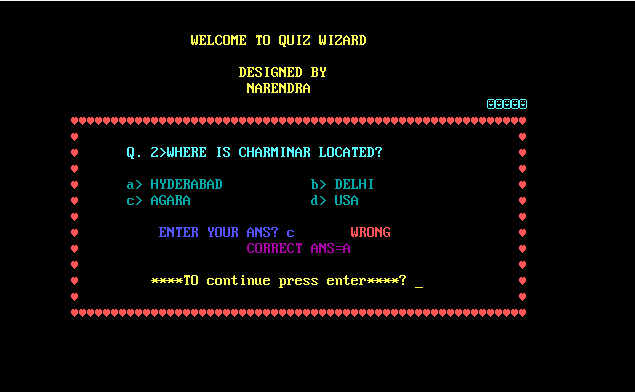 WELCOME TO QUIZ WIZARD
DESIGNED BY
NARENDRA
Q. 2>WHERE IS CHARMINAR LOCATED?
a> HYDERABAD b> DELHI
c> AGARA d> USA
ENTER YOUR ANS? c WRONG
CORRECT ANS=A
****TO continue press enter****? _